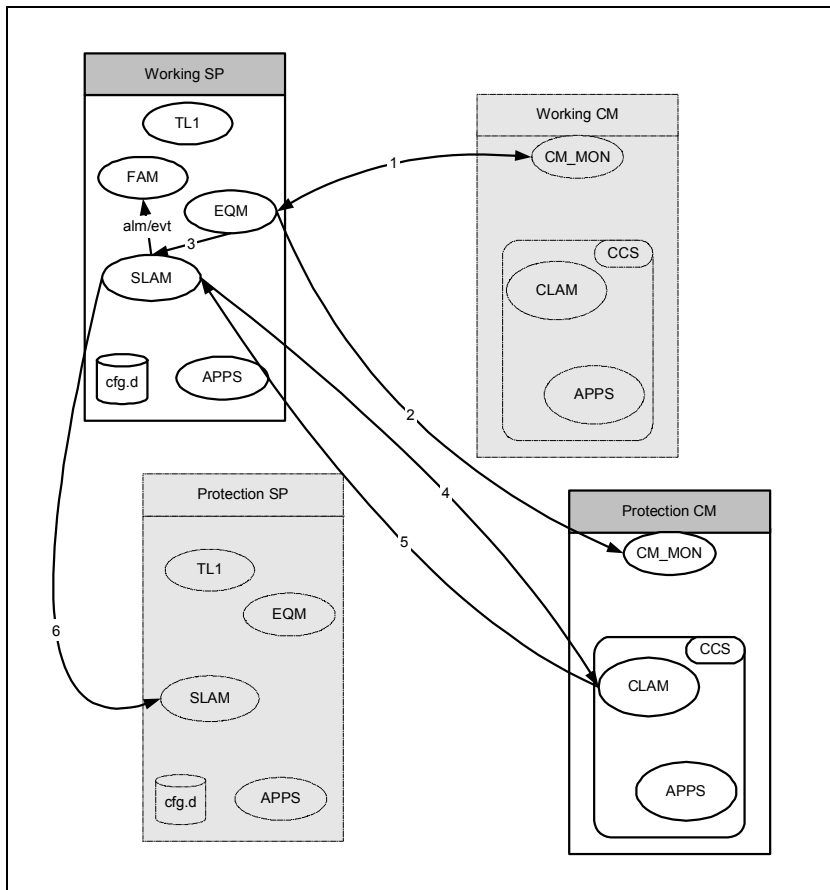 Working SP
TL1
FAM
EQM
alm/evt
3
SLAM
cfg.d
APPS
Working CM
CM_MON
1
CCS
CLAM
APPS
2
4
5
6
Protection SP
TL1
EQM
SLAM
cfg.d
APPS
Protection CM
CM_MON
CCS
CLAM
APPS